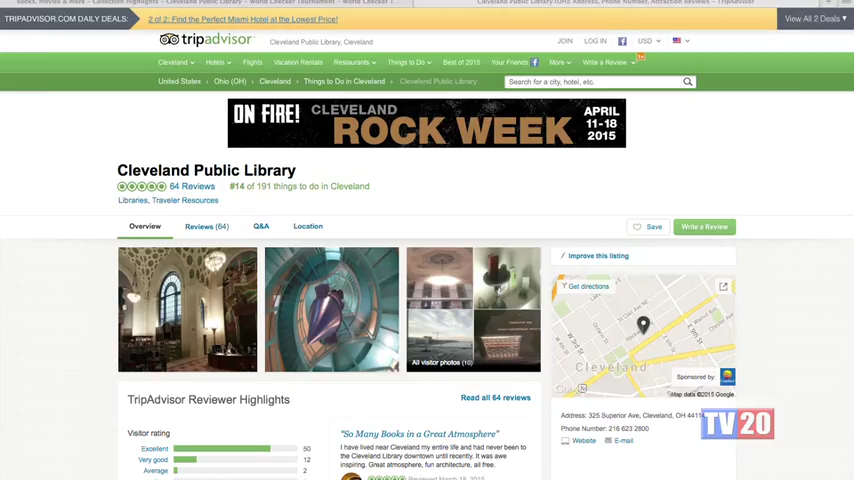 TRIPADVISOR.COM DAILY DEALS:
2 of 2: Find the Perfect Miami Hotel at the Lowest Price!
View All 2 Deals
tripadvisor
Cleveland Public Library, Cleveland
JOIN
LOG IN
USD
Cleveland
Hotels
Flights
Vacation Rentals
Restaurants
Things to Do
Best of 2015
Your Friends
More
Write a Review
United States
Ohio (OH)
Cleveland
Things to Do in Cleveland
Cleveland Public Library
Search for a city, hotel, etc.
ON FIRE!
CLEVELAND
ROCK WEEK
APRIL
11-18
2015
Cleveland Public Library
64 Reviews
#14 of 191 things to do in Cleveland
Libraries, Traveler Resources
Overview
Reviews (64)
Q&A
Location
Save
Write a Review
All visitor photos (10)
Improve this listing
Get directions
W 3rd St
Cleveland
Sponsored by:
Map data ©2015 Google
TripAdvisor Reviewer Highlights
Read all 64 reviews
Visitor rating
Excellent
50
Very good
12
Average
2
"So Many Books in a Great Atmosphere"
I have lived near Cleveland my entire life and had never been to
the Cleveland Library downtown until recently. It was awe
inspiring. Great atmosphere, fun architecture, all free.
Reviewed March 18, 2015
Address: 325 Superior Ave, Cleveland, OH 4411
Phone Number: 216 623 2800
Website
E-mail
TV20